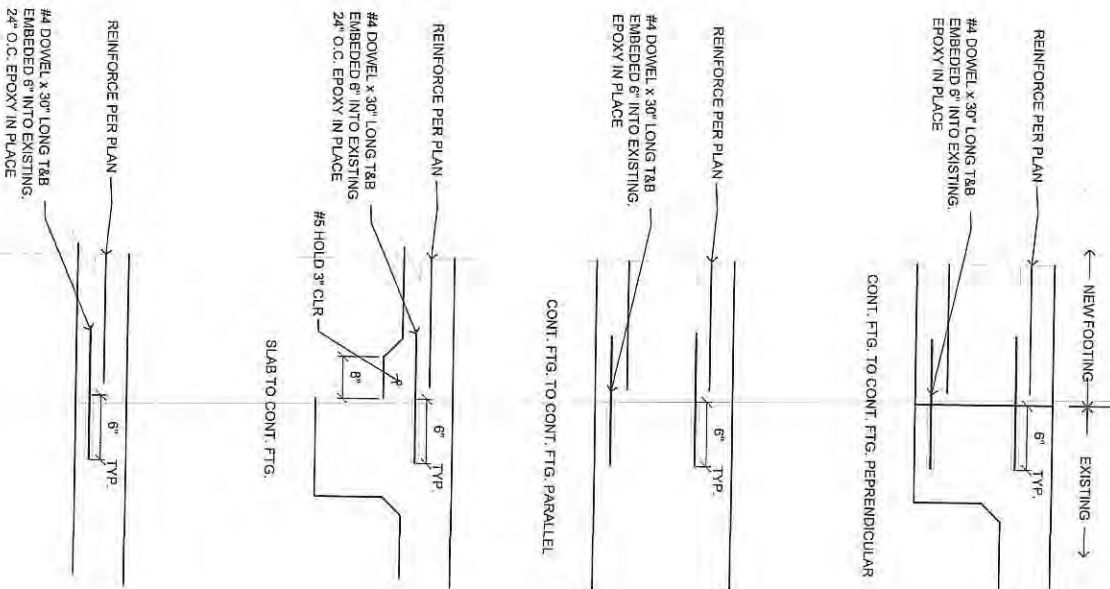 ← NEW FOOTING →
← EXISTING →
REINFORCE PER PLAN
6"
TYP.
#4 DOWEL x 30" LONG T&B
EMBEDED 6" INTO EXISTING.
EPOXY IN PLACE
CONT. FTG. TO CONT. FTG. PEPRENDICULAR
REINFORCE PER PLAN
6"
TYP.
#4 DOWEL x 30" LONG T&B
EMBEDED 6" INTO EXISTING.
EPOXY IN PLACE
CONT. FTG. TO CONT. FTG. PARALLEL
REINFORCE PER PLAN
6"
TYP.
#4 DOWEL x 30" LONG T&B
EMBEDED 6" INTO EXISTING
24" O.C. EPOXY IN PLACE
8"
#5 HOLD 3" CLR
SLAB TO CONT. FTG.
REINFORCE PER PLAN
6"
TYP.
#4 DOWEL x 30" LONG T&B
EMBEDED 6" INTO EXISTING.
24" O.C. EPOXY IN PLACE